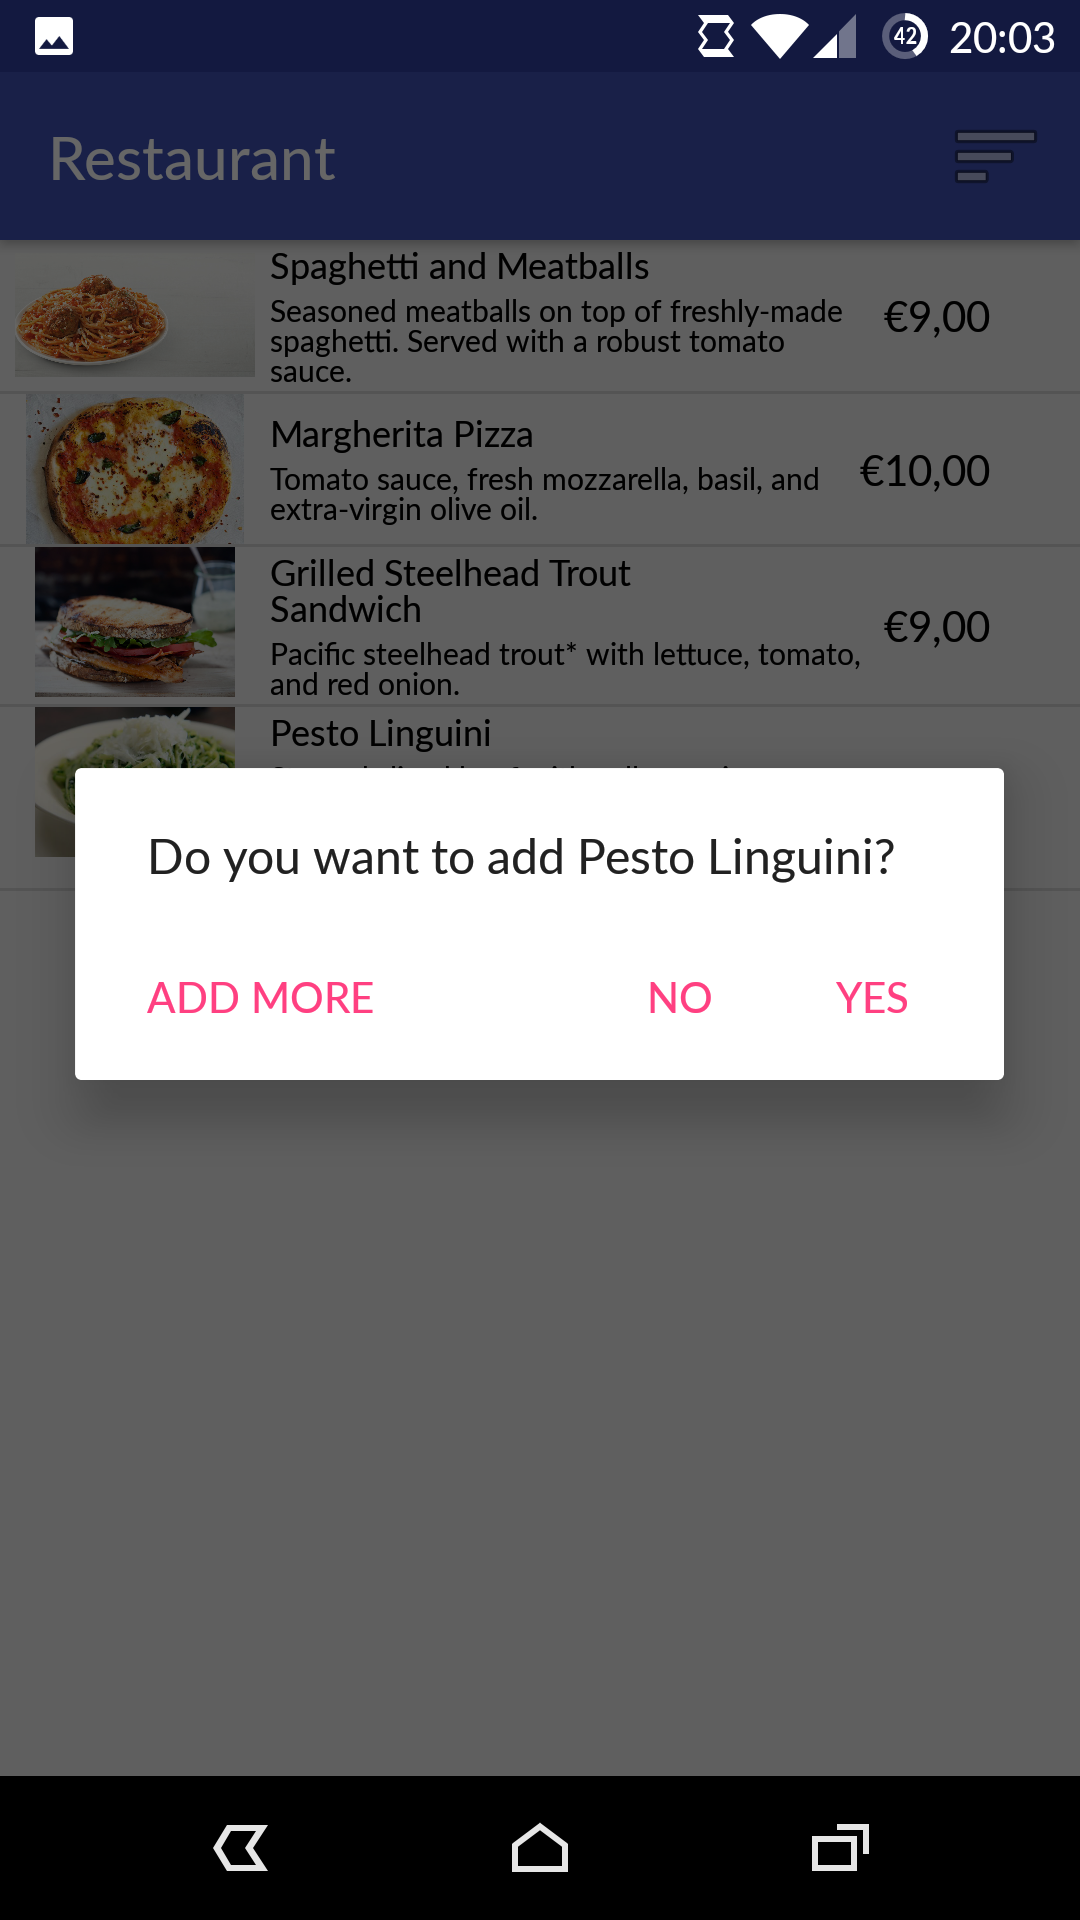 42 20:03
Restaurant
Spaghetti and Meatballs
Seasoned meatballs on top of freshly-made
spaghetti. Served with a robust tomato
sauce.
€9,00
Margherita Pizza
Tomato sauce, fresh mozzarella, basil, and
extra-virgin olive oil.
€10,00
Grilled Steelhead Trout
Sandwich
Pacific steelhead trout* with lettuce, tomato,
and red onion.
€9,00
Pesto Linguini
Do you want to add Pesto Linguini?
ADD MORE NO YES